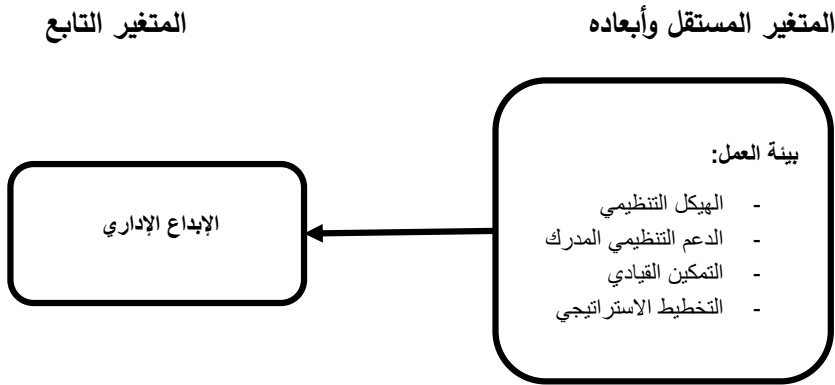 المتغير المستقل وأبعاده
المتغير التابع
بيئة العمل:
- الهيكل التنظيمي
- الدعم التنظيمي المدرك
- التمكين القيادي
- التخطيط الاستراتيجي
الإبداع الإداري